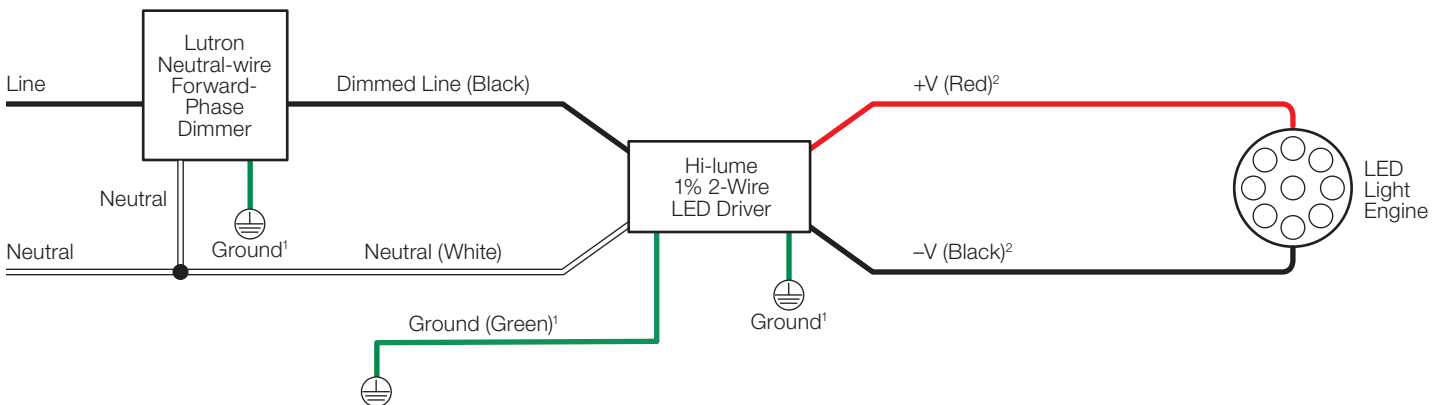 Lutron
Neutral-wire
Forward-
Phase
Dimmer
Line
Dimmed Line (Black)
Neutral
Ground¹
Neutral
Neutral (White)
Hi-lume
1% 2-Wire
LED Driver
+V (Red)²
–V (Black)²
LED
Light
Engine
Ground¹
Ground (Green)¹